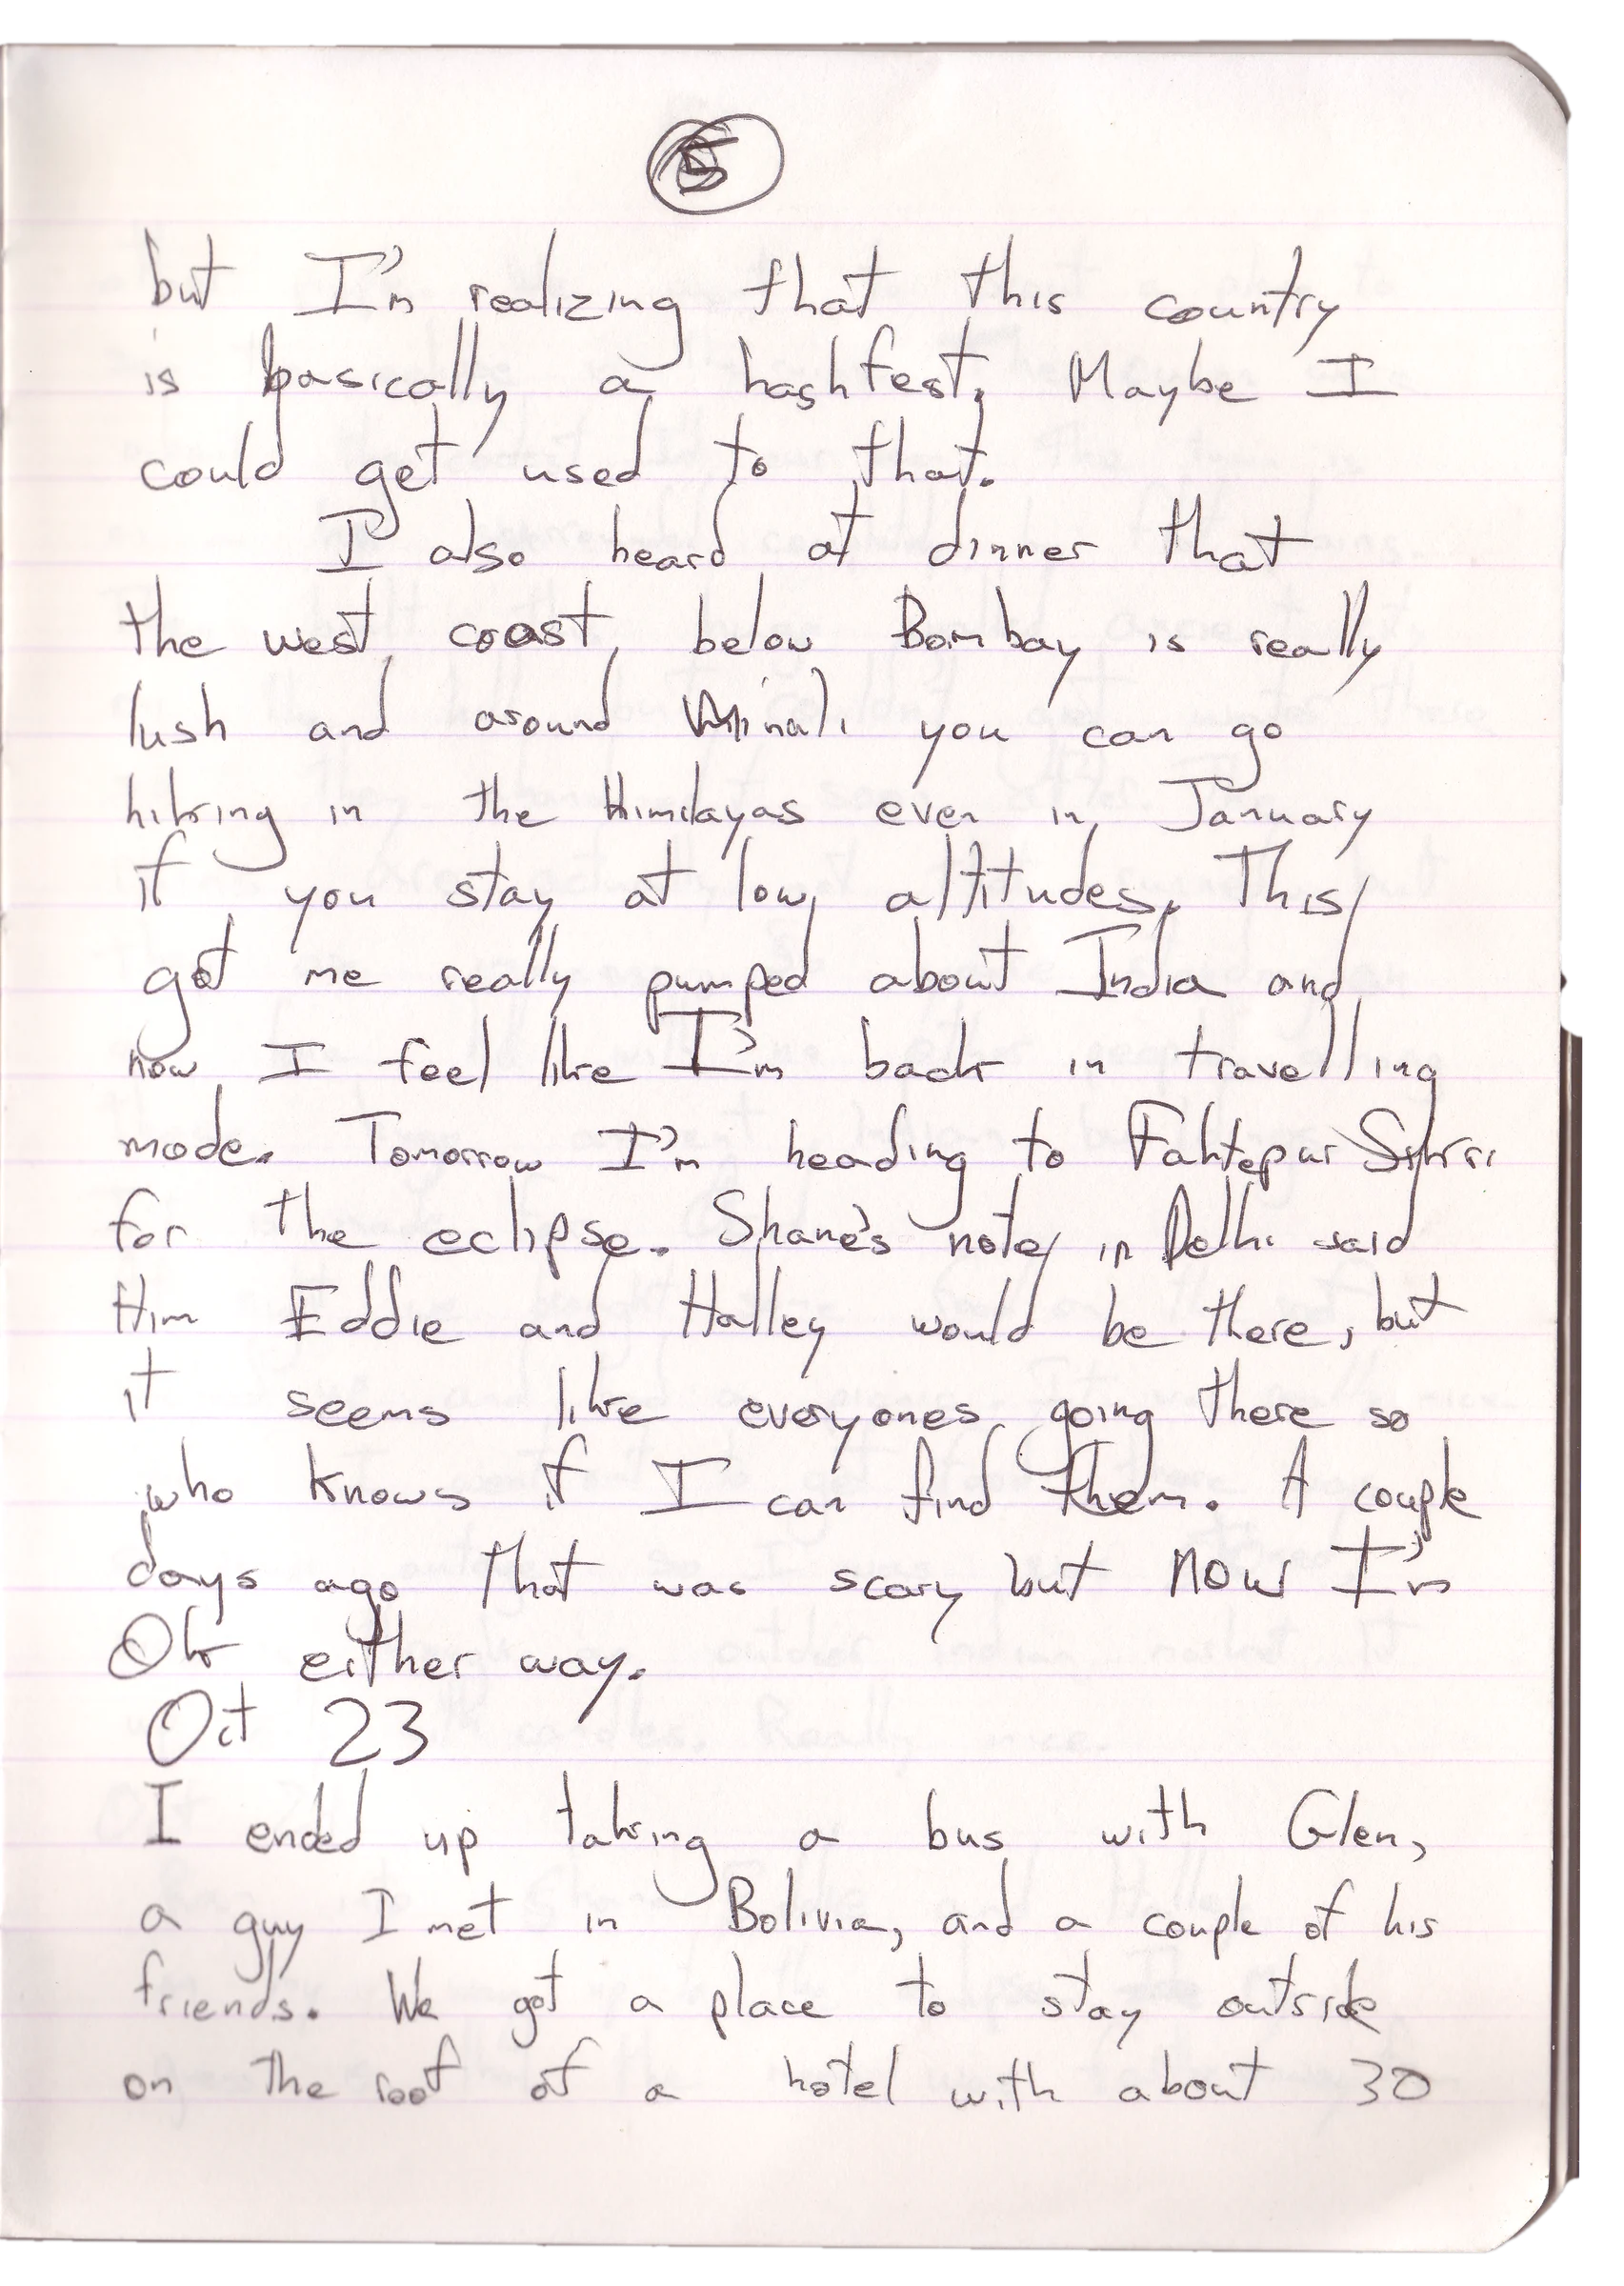 5
but I'm realizing that this country
is basically a hashfest. Maybe I
could get used to that.
I also heard at dinner that
the west coast below Bombay is really
lush and around Minali you can go
hiking in the Himilayas even in January
if you stay at low altitudes. This
got me really pumped about India and
now I feel like I'm back in travelling
mode. Tomorrow I'm heading to Fahtepur Sikri
for the eclipse. Shane's note in Delhi said
Him Eddie and Halley would be there, but
it seems like everyones going there so
who knows if I can find them. A couple
days ago that was scary but now I'm
Ok either way.
Oct 23
I ended up taking a bus with Glen,
a guy I met in Bolivia, and a couple of his
friends. We got a place to stay outside
on the roof of a hotel with about 30